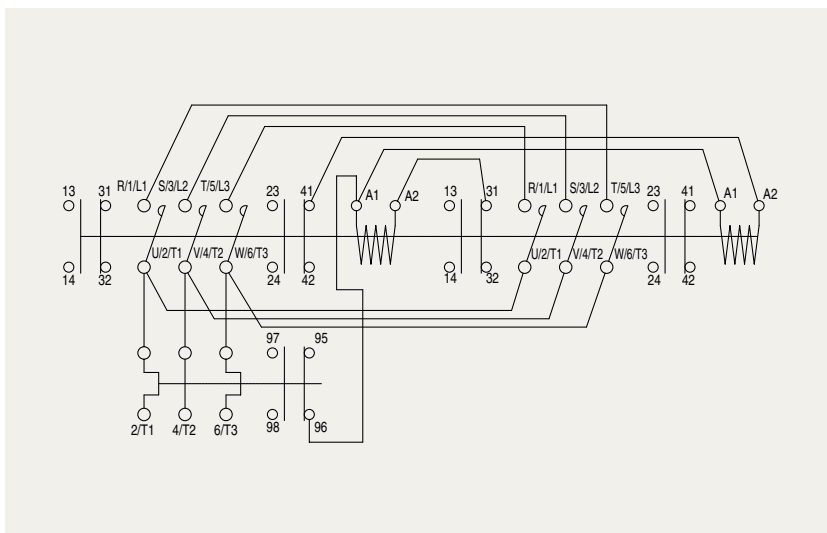 13 31 R/1/L1 S/3/L2 T/5/L3 23 41 A1 A2 13 31 R/1/L1 S/3/L2 T/5/L3 23 41 A1 A2
14 32 U/2/T1 V/4/T2 W/6/T3 24 42 14 32 U/2/T1 V/4/T2 W/6/T3 24 42
97 95
2/T1 4/T2 6/T3 98 96